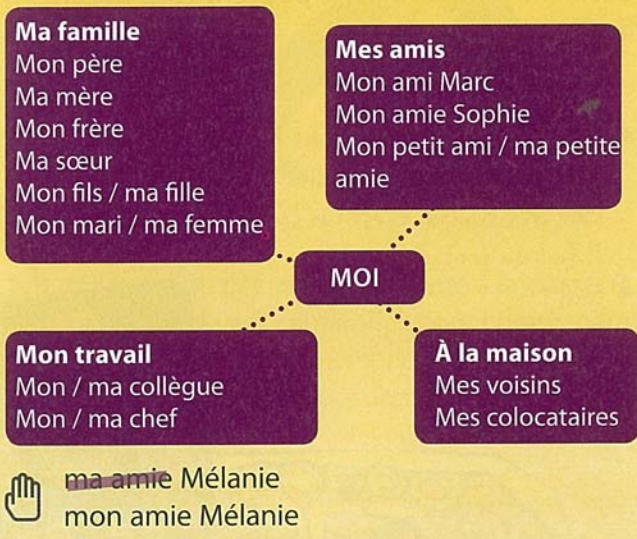 Ma famille
Mon père
Ma mère
Mon frère
Ma sœur
Mon fils / ma fille
Mon mari / ma femme
Mes amis
Mon ami Marc
Mon amie Sophie
Mon petit ami / ma petite
amie
MOI
Mon travail
Mon / ma collègue
Mon / ma chef
À la maison
Mes voisins
Mes colocataires
ma amie Mélanie
mon amie Mélanie